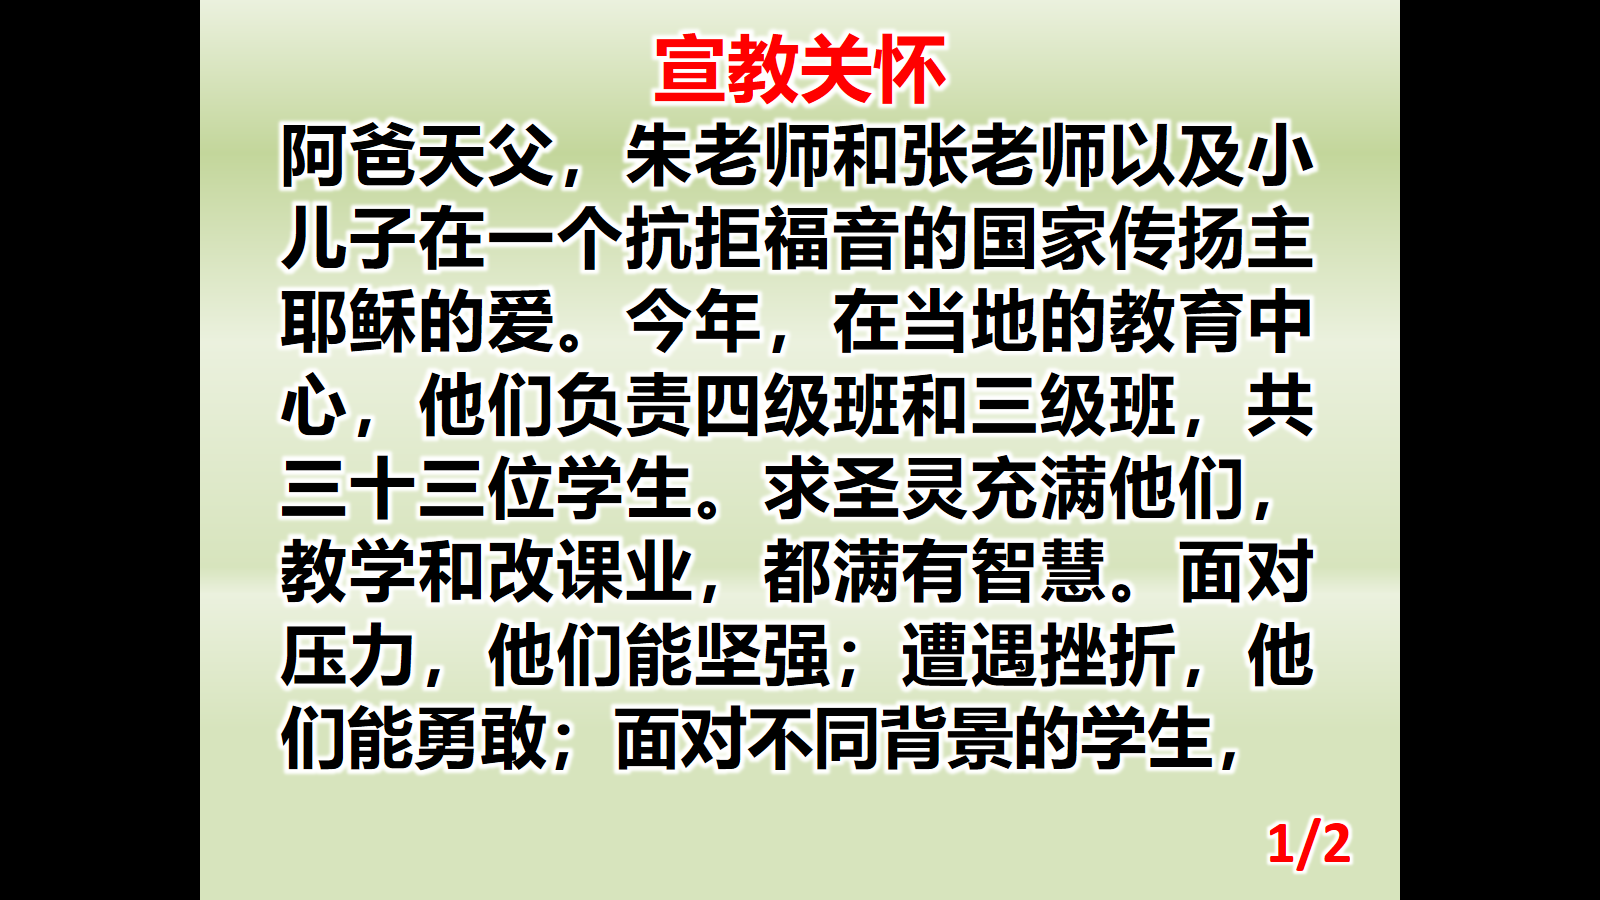 宣教关怀
阿爸天父，朱老师和张老师以及小
儿子在一个抗拒福音的国家传扬主
耶稣的爱。今年，在当地的教育中
心，他们负责四级班和三级班，共
三十三位学生。求圣灵充满他们，
教学和改课业，都满有智慧。面对
压力，他们能坚强；遭遇挫折，他
们能勇敢；面对不同背景的学生，
1/2